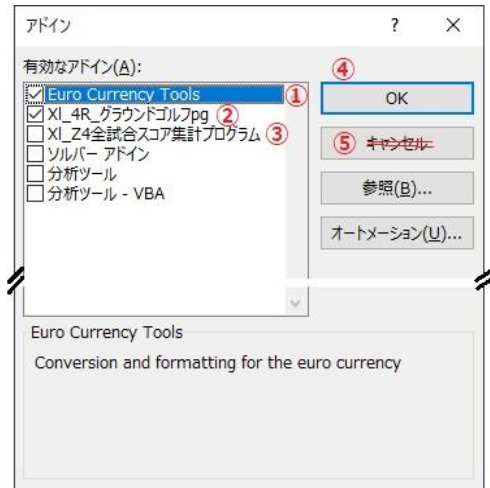 アドイン ? ×
有効なアドイン(A):
Euro Currency Tools ①
Xl_4R_グラウンドゴルフpg ②
Xl_Z4全試合スコア集計プログラム ③
ソルバー アドイン
分析ツール
分析ツール - VBA
④
OK
⑤ キャンセル
参照(B)...
オートメーション(U)...
Euro Currency Tools
Conversion and formatting for the euro currency